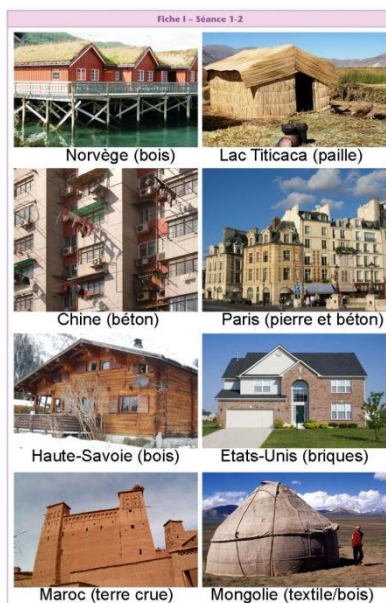 Fiche I – Séance 1-2
Norvège (bois)
Lac Titicaca (paille)
Chine (béton)
Paris (pierre et béton)
Haute-Savoie (bois)
Etats-Unis (briques)
Maroc (terre crue)
Mongolie (textile/bois)